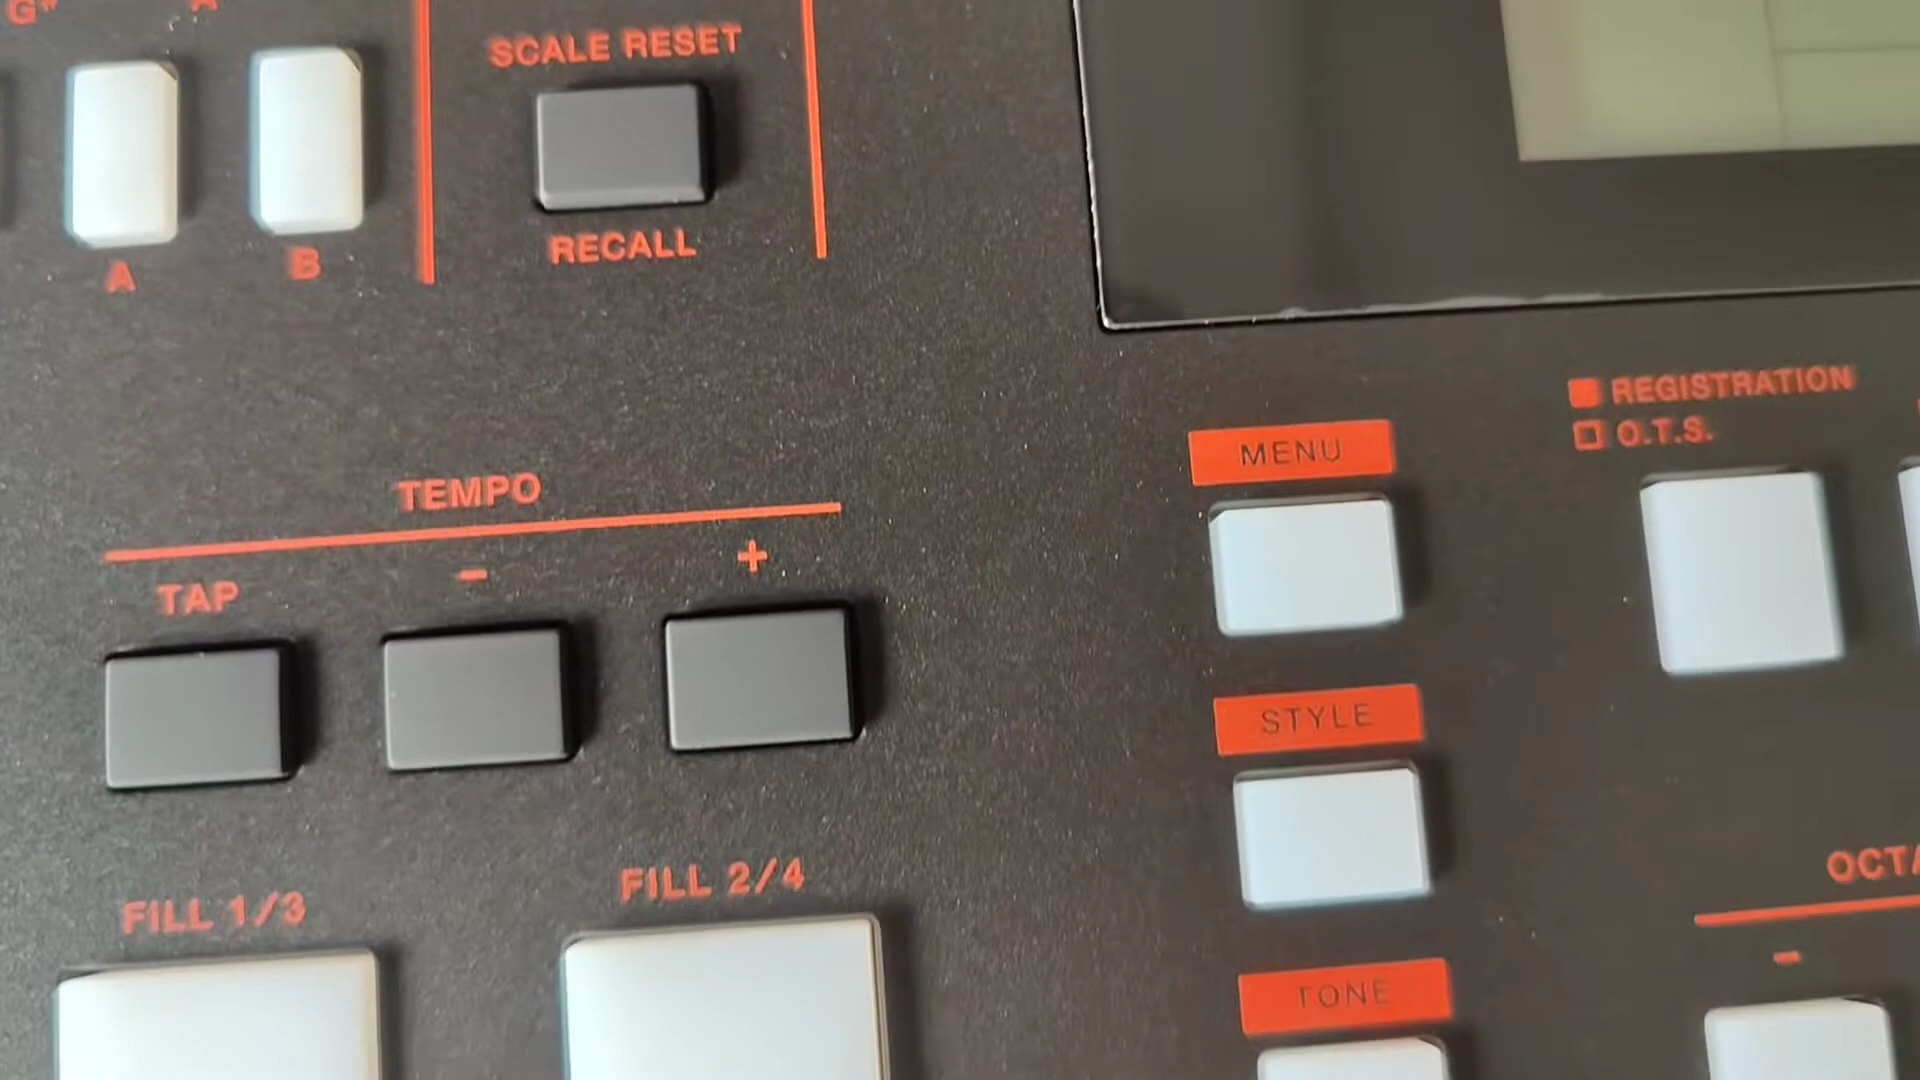 G#
SCALE RESET
A
B
RECALL
REGISTRATION
O.T.S.
MENU
TEMPO
TAP
-
+
STYLE
FILL 1/3
FILL 2/4
-
TONE